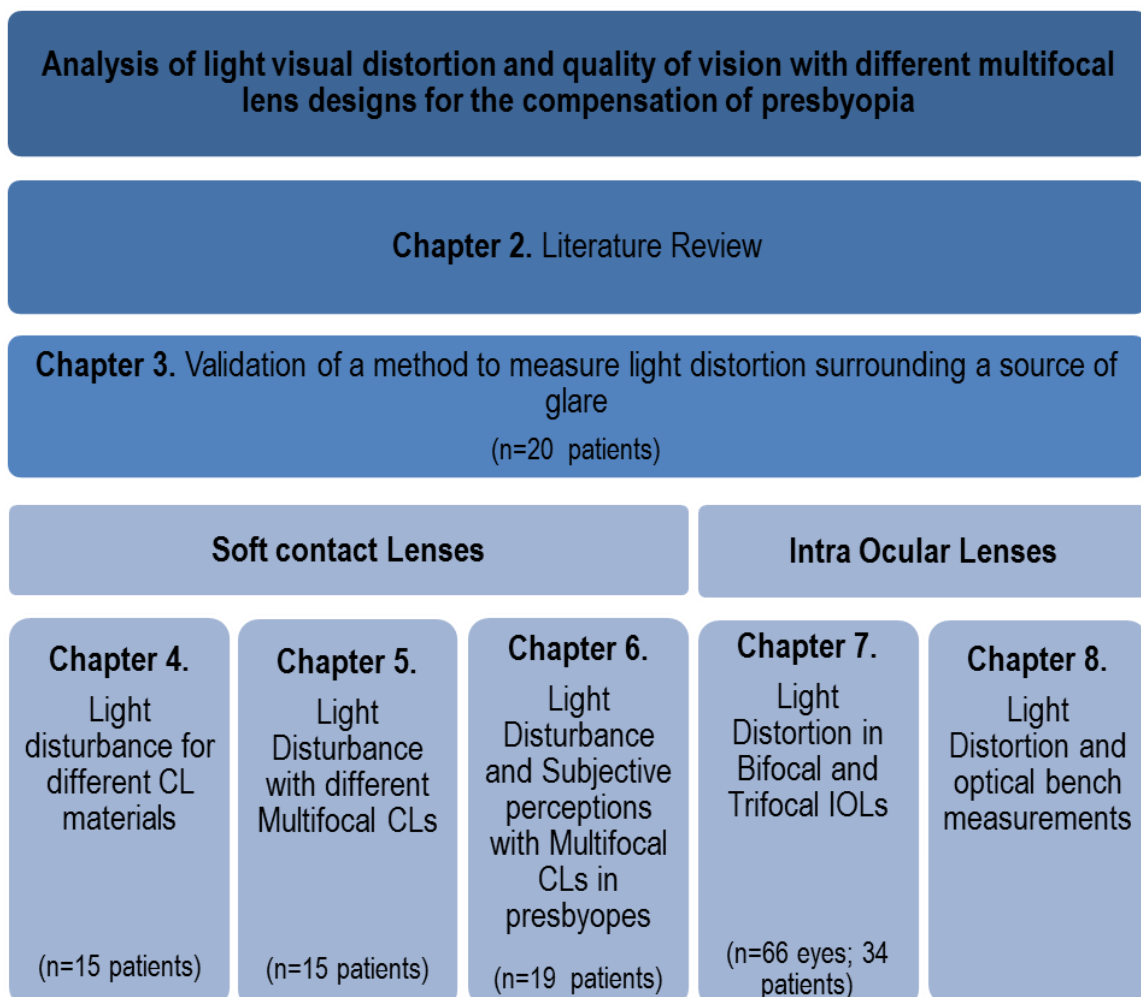 Analysis of light visual distortion and quality of vision with different multifocal
lens designs for the compensation of presbyopia
Chapter 2. Literature Review
Chapter 3. Validation of a method to measure light distortion surrounding a source of
glare
(n=20 patients)
Soft contact Lenses
Intra Ocular Lenses
Chapter 4.
Light
disturbance for
different CL
materials
(n=15 patients)
Chapter 5.
Light
Disturbance
with different
Multifocal CLs
(n=15 patients)
Chapter 6.
Light
Disturbance
and Subjective
perceptions
with Multifocal
CLs in
presbyopes
(n=19 patients)
Chapter 7.
Light
Distortion in
Bifocal and
Trifocal IOLs
(n=66 eyes; 34
patients)
Chapter 8.
Light
Distortion and
optical bench
measurements